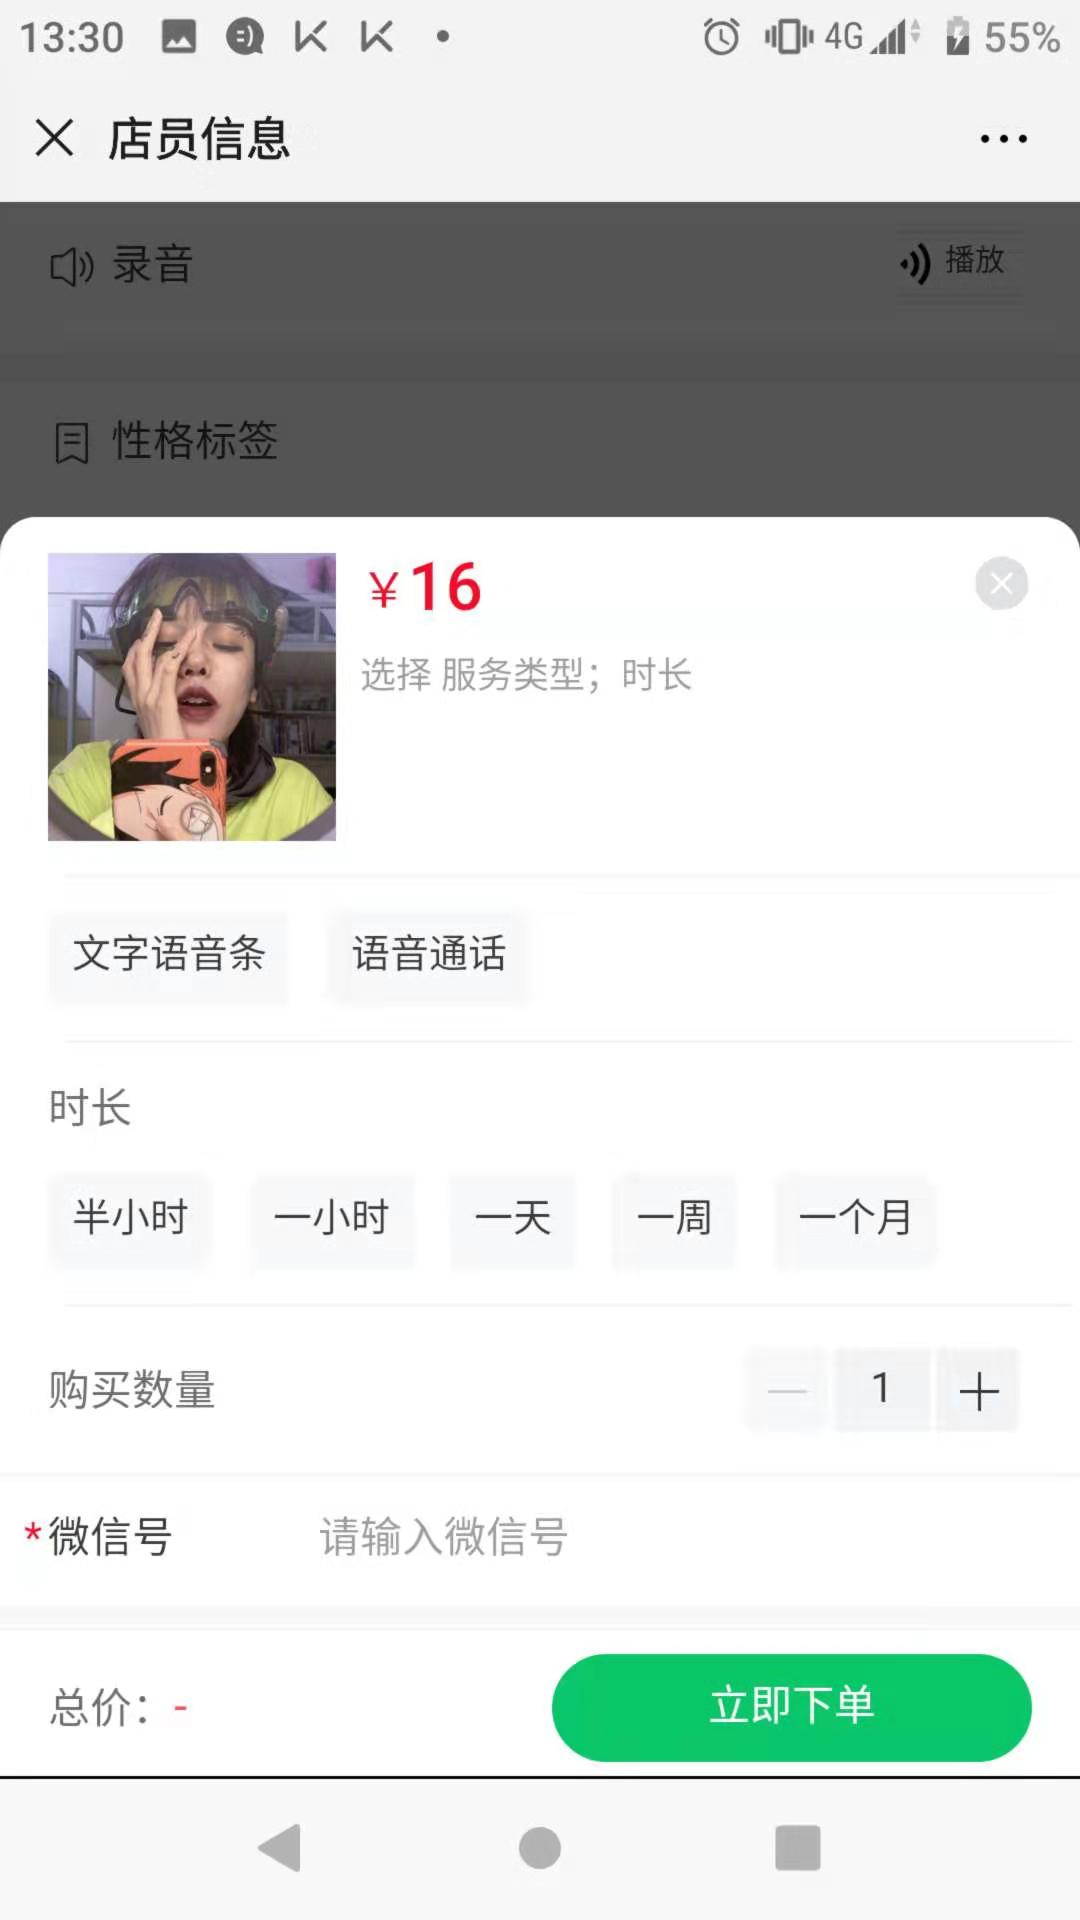 13:30 4G 55%
店员信息
录音 播放
性格标签
¥16
选择 服务类型；时长
文字语音条 语音通话
时长
半小时 一小时 一天 一周 一个月
购买数量 1
*微信号 请输入微信号
总价：- 立即下单